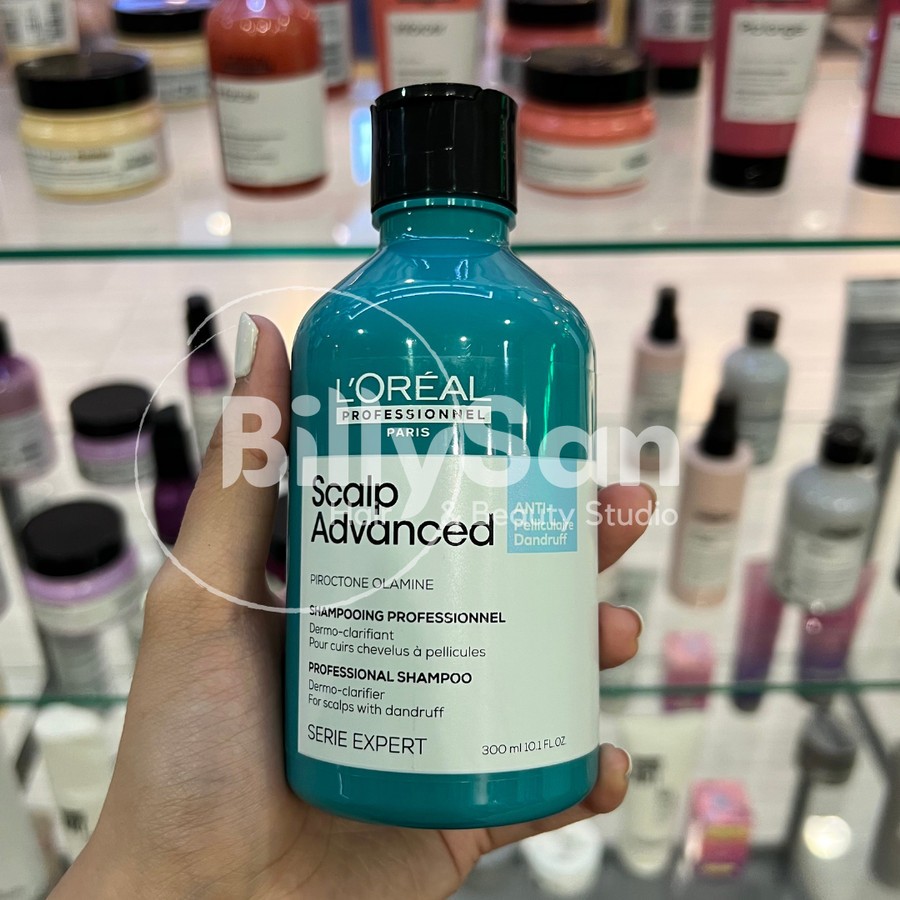 L'ORÉAL
PROFESSIONNEL
PARIS
BillySan
Hair & Beauty Studio
Scalp
Advanced
ANTI-
Pelliculaire
Dandruff
PIROCTONE OLAMINE
SHAMPOOING PROFESSIONNEL
Dermo-clarifiant
Pour cuirs chevelus à pellicules
PROFESSIONAL SHAMPOO
Dermo-clarifier
For scalps with dandruff
SERIE EXPERT
300 ml 10.1 FL.OZ.